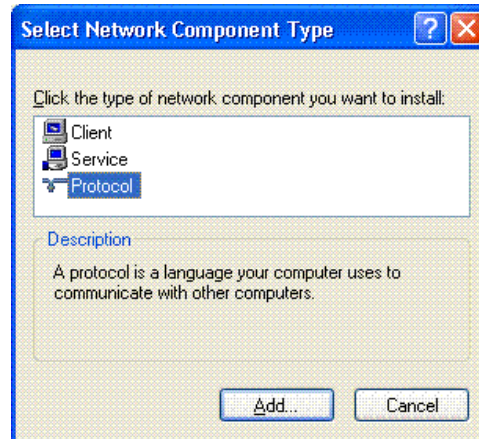 Select Network Component Type
Click the type of network component you want to install:
Client
Service
Protocol
Description
A protocol is a language your computer uses to
communicate with other computers.
Add...
Cancel